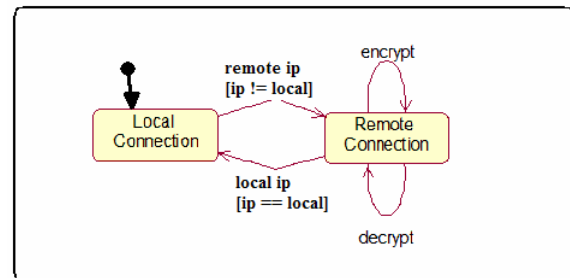 encrypt
remote ip
[ip != local]
Local
Connection
Remote
Connection
local ip
[ip == local]
decrypt